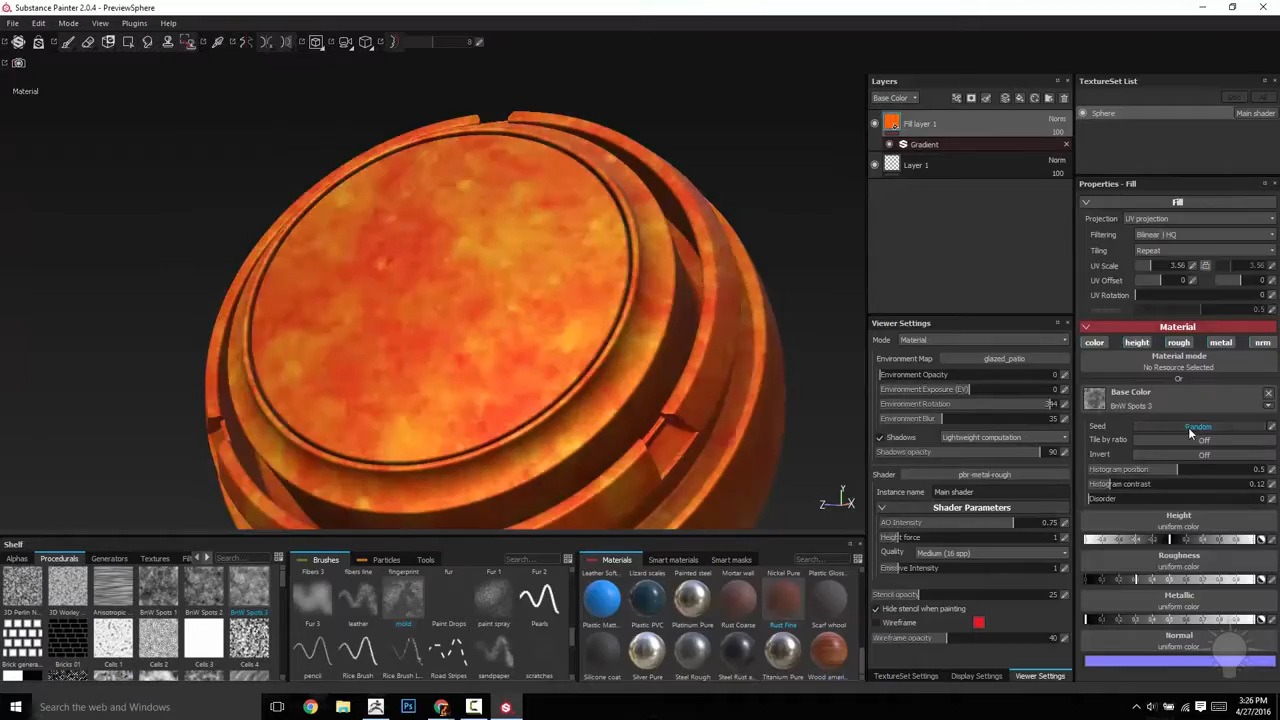 Substance Painter 2.0.4 - PreviewSphere
File Edit Mode View Plugins Help
8
Material
Layers
Base Color
Fill layer 1
Norm
100
Gradient
Layer 1
Norm
100
TextureSet List
Sphere
Main shader
Properties - Fill
Fill
Projection UV projection
Filtering Bilinear | HQ
Tiling Repeat
UV Scale 3.56 3.56
UV Offset 0 0
UV Rotation 0
0.5
Material
color height rough metal nrm
Material mode
No Resource Selected
Or
Base Color
BnW Spots 3
Seed Random
Tile by ratio Off
Invert Off
Histogram position 0.5
Histogram contrast 0.12
Disorder 0
Height
uniform color
Roughness
uniform color
Metallic
uniform color
Normal
uniform color
Viewer Settings
Mode Material
Environment Map glazed_patio
Environment Opacity 0
Environment Exposure (EV) 0
Environment Rotation 344
Environment Blur 35
Shadows Lightweight computation
Shadows opacity 90
Shader pbr-metal-rough
Instance name Main shader
Shader Parameters
AO Intensity 0.75
Height force 1
Quality Medium (16 spp)
Emissive Intensity 1
Stencil opacity 25
Hide stencil when painting
Wireframe
Wireframe opacity 40
TextureSet Settings Display Settings Viewer Settings
Y
Z X
Shelf
Alphas Procedurals Generators Textures Search...
3D Perlin N... 3D Worley ... Anisotropic ... BnW Spots 1 BnW Spots 2 BnW Spots 3
Brick genera... Bricks 01 Cells 1 Cells 2 Cells 3 Cells 4
Brushes Particles Tools Search...
Fibers 3 fibers line fingerprint fur Fur 1 Fur 2
Fur 3 leather mold Paint Drops paint spray Pearls
pencil Rice Brush Rice Brush L... Road Stripes sandpaper scratches
Materials Smart materials Smart masks Search...
Leather Sof... Lizard scales Painted steel Mortar wall Nickel Pure Plastic Gloss...
Plastic Matt... Plastic PVC Platinum Pure Rust Coarse Rust Fine Scarf whool
Silicone coat Silver Pure Steel Rough Steel Rust a... Titanium Pure Wood ameri...
Search the web and Windows
3:26 PM
4/27/2016